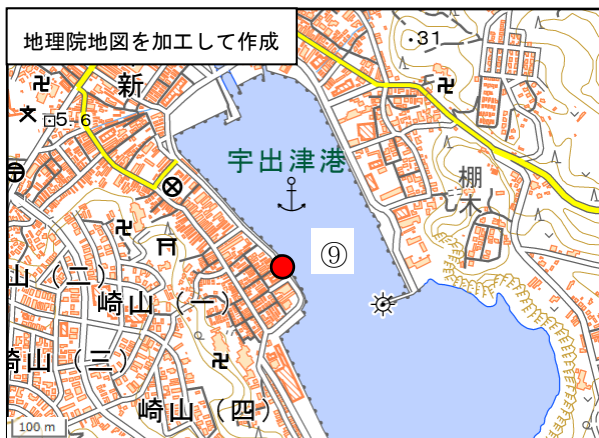 地理院地図を加工して作成
新
・31
5.6
宇出津港
棚木
⑨
山（二）
崎山（一）
崎山（三）
崎山（四）
100 m